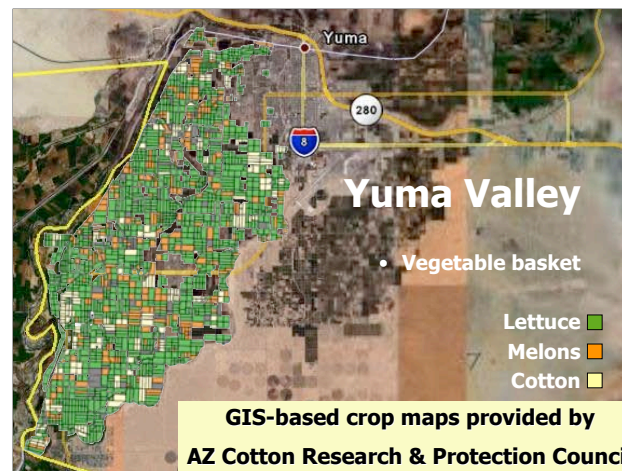 Yuma
280
8
Yuma Valley
• Vegetable basket
Lettuce
Melons
Cotton
GIS-based crop maps provided by
AZ Cotton Research & Protection Counci